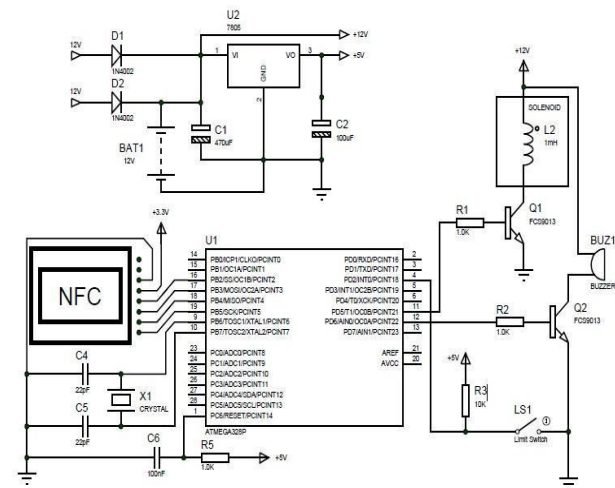 U2
7805
D1
12V
1N4002
1
VI
VO
3
+12V
+5V
GND
2
D2
12V
1N4002
C1
470uF
C2
100uF
BAT1
12V
+12V
SOLENOID
L2
1mH
Q1
FCS9013
R1
1.0K
BUZ1
BUZZER
Q2
FCS9013
R2
1.0K
+3.3V
NFC
U1
14 PB0/ICP1/CLKO/PCINT0
15 PB1/OC1A/PCINT1
16 PB2/SS/OC1B/PCINT2
17 PB3/MOSI/OC2A/PCINT3
18 PB4/MISO/PCINT4
19 PB5/SCK/PCINT5
9 PB6/TOSC1/XTAL1/PCINT6
10 PB7/TOSC2/XTAL2/PCINT7
23 PC0/ADC0/PCINT8
24 PC1/ADC1/PCINT9
25 PC2/ADC2/PCINT10
26 PC3/ADC3/PCINT11
27 PC4/ADC4/SDA/PCINT12
28 PC5/ADC5/SCL/PCINT13
1 PC6/RESET/PCINT14
PD0/RXD/PCINT16 2
PD1/TXD/PCINT17 3
PD2/INT0/PCINT18 4
PD3/INT1/OC2B/PCINT19 5
PD4/T0/XCK/PCINT20 6
PD5/T1/OC0B/PCINT21 11
PD6/AIN0/OC0A/PCINT22 12
PD7/AIN1/PCINT23 13
AREF 21
AVCC 20
ATMEGA328P
C4
22pF
X1
CRYSTAL
C5
22pF
C6
100nF
R5
1.0K
+5V
+5V
R3
10K
LS1
Limit Switch